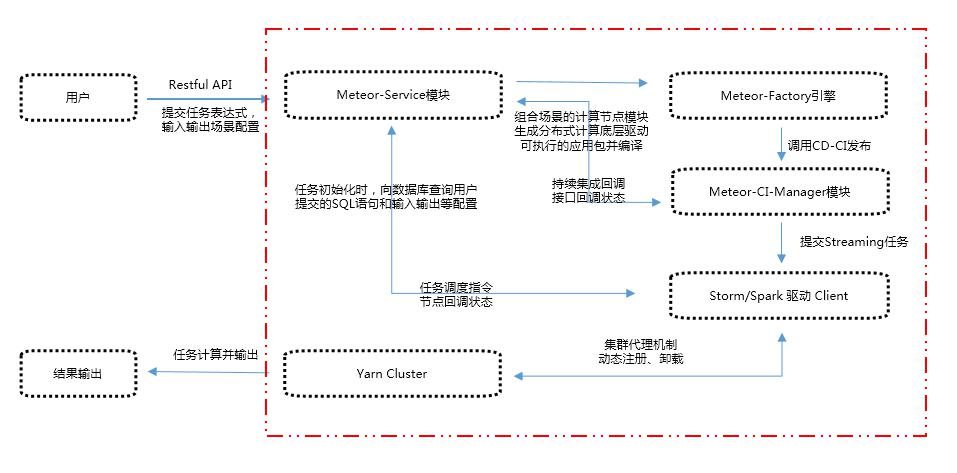 用户
Restful API
提交任务表达式，
输入输出场景配置
Meteor-Service模块
Meteor-Factory引擎
组合场景的计算节点模块
生成分布式计算底层驱动
可执行的应用包并编译
调用CD-CI发布
任务初始化时，向数据库查询用户
提交的SQL语句和输入输出等配置
持续集成回调
接口回调状态
Meteor-CI-Manager模块
提交Streaming任务
任务调度指令
节点回调状态
Storm/Spark 驱动 Client
集群代理机制
动态注册、卸载
结果输出
任务计算并输出
Yarn Cluster